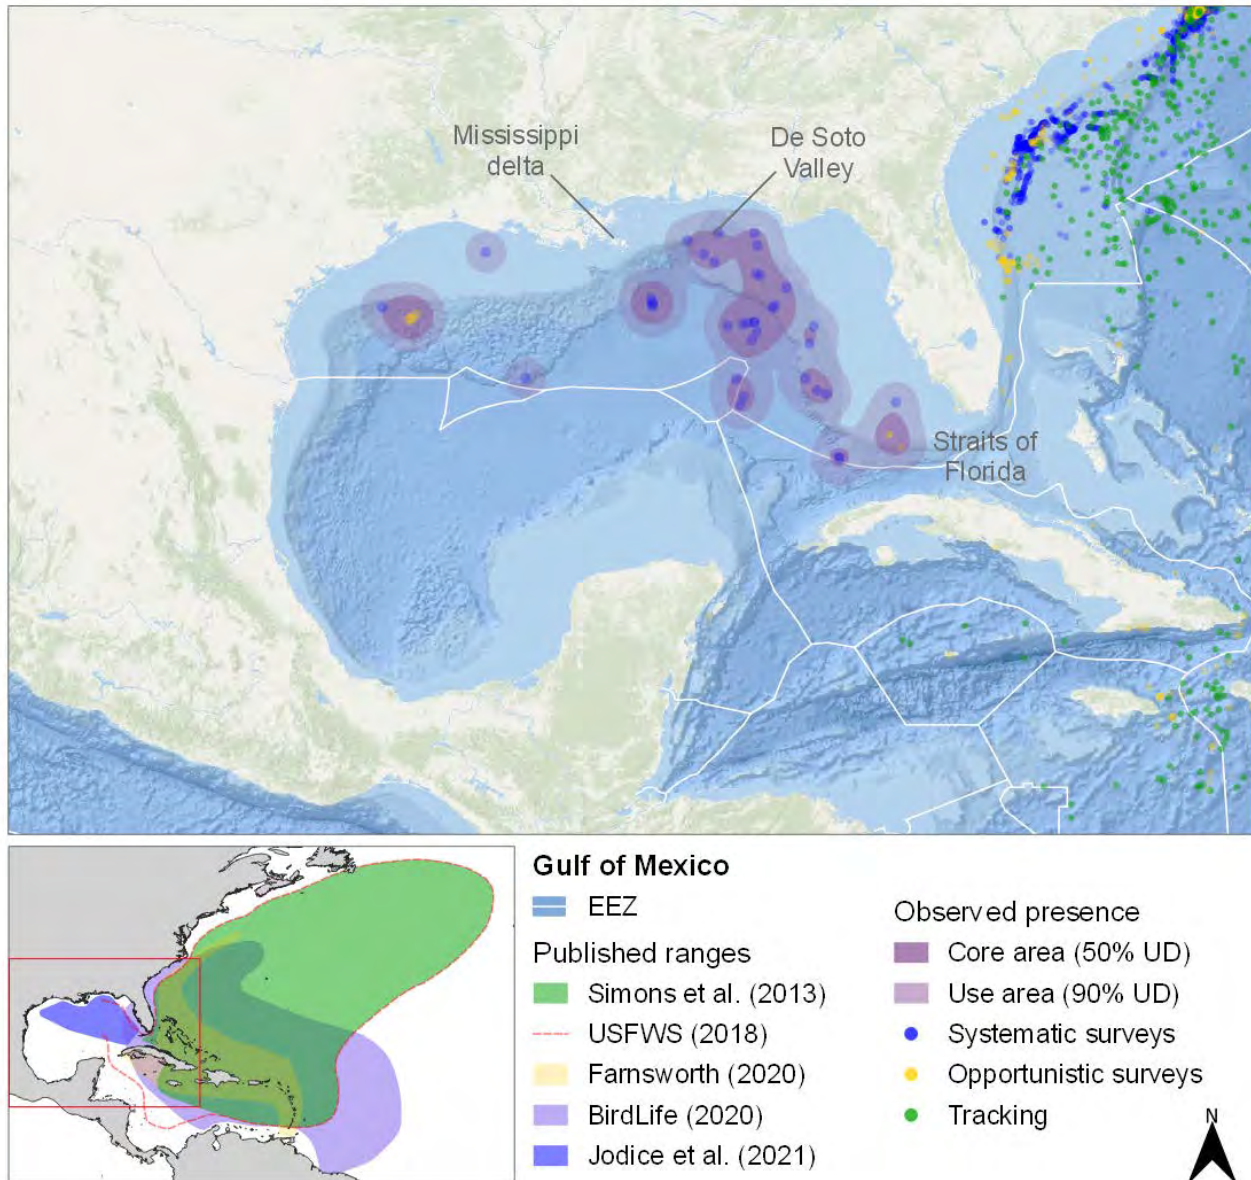 Mississippi
delta
De Soto
Valley
Straits of
Florida
Gulf of Mexico
EEZ
Published ranges
Simons et al. (2013)
USFWS (2018)
Farnsworth (2020)
BirdLife (2020)
Jodice et al. (2021)
Observed presence
Core area (50% UD)
Use area (90% UD)
Systematic surveys
Opportunistic surveys
Tracking
N